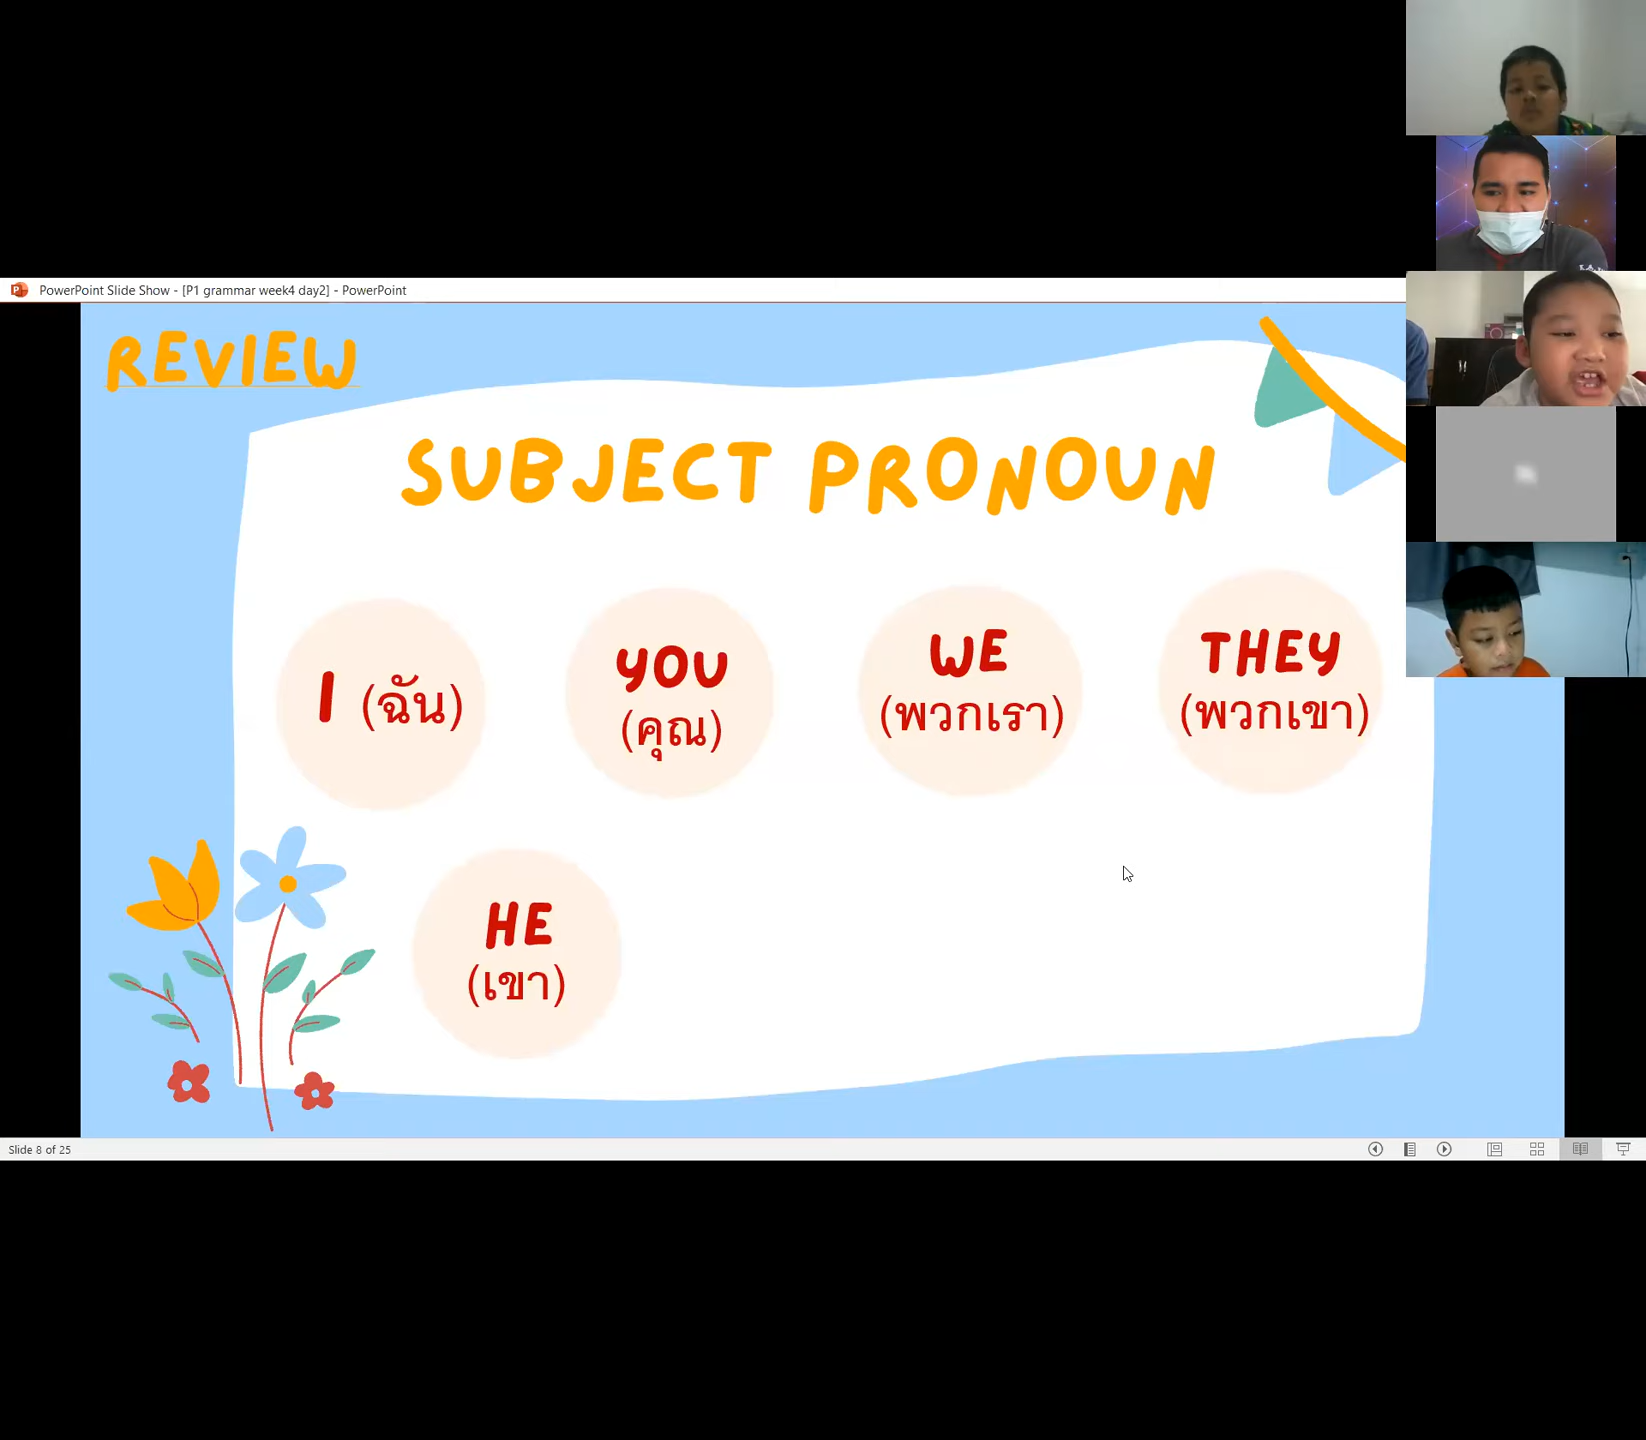 PowerPoint Slide Show - [P1 grammar week4 day2] - PowerPoint
REVIEW
SUBJECT PRONOUN
I (ฉัน)
YOU
(คุณ)
WE
(พวกเรา)
THEY
(พวกเขา)
HE
(เขา)
Slide 8 of 25